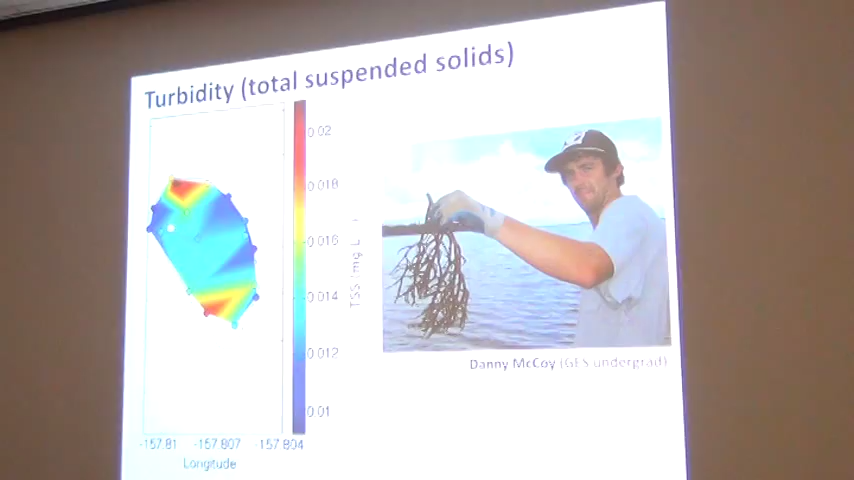 Turbidity (total suspended solids)
0.02
0.018
0.016
0.014
0.012
0.01
TSS (mg L
-157.81 -157.807 -157.804
Longitude
Danny McCoy (GES undergrad)